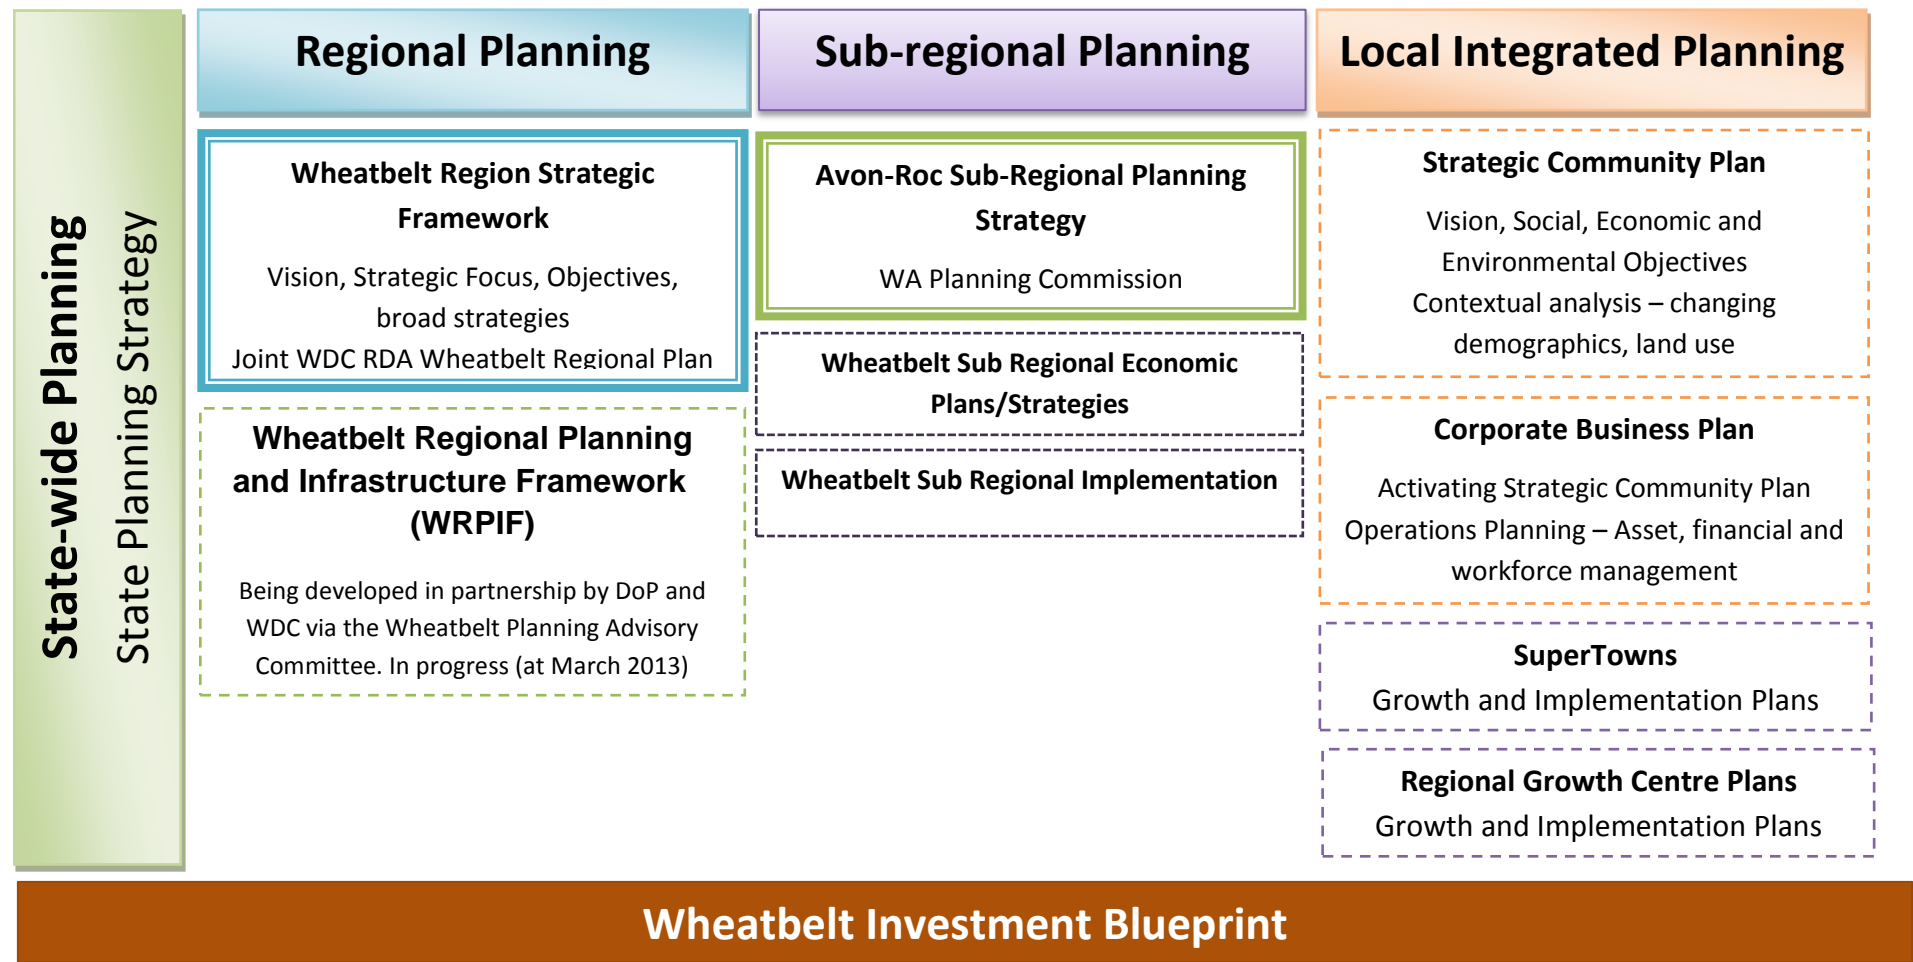 State-wide Planning
State Planning Strategy
Regional Planning
Wheatbelt Region Strategic
Framework
Vision, Strategic Focus, Objectives,
broad strategies
Joint WDC RDA Wheatbelt Regional Plan
Wheatbelt Regional Planning
and Infrastructure Framework
(WRPIF)
Being developed in partnership by DoP and
WDC via the Wheatbelt Planning Advisory
Committee. In progress (at March 2013)
Sub-regional Planning
Avon-Roc Sub-Regional Planning
Strategy
WA Planning Commission
Wheatbelt Sub Regional Economic
Plans/Strategies
Wheatbelt Sub Regional Implementation
Local Integrated Planning
Strategic Community Plan
Vision, Social, Economic and
Environmental Objectives
Contextual analysis – changing
demographics, land use
Corporate Business Plan
Activating Strategic Community Plan
Operations Planning – Asset, financial and
workforce management
SuperTowns
Growth and Implementation Plans
Regional Growth Centre Plans
Growth and Implementation Plans
Wheatbelt Investment Blueprint